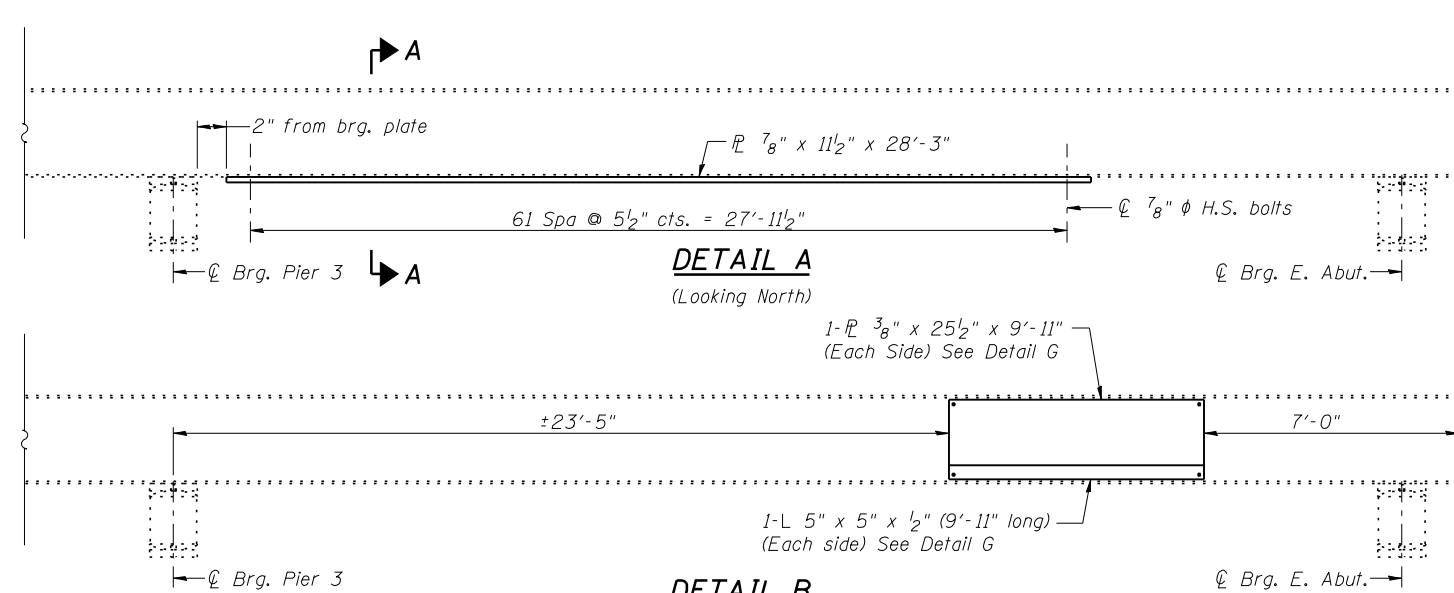 A
2" from brg. plate
℄ 7/8" x 11 1/2" x 28'-3"
61 Spa @ 5 1/2" cts. = 27'-11 1/2"
℄ 7/8" φ H.S. bolts
℄ Brg. Pier 3
A
DETAIL A
(Looking North)
℄ Brg. E. Abut.
1-℄ 3/8" x 25 1/2" x 9'-11"
(Each Side) See Detail G
±23'-5"
7'-0"
1-L 5" x 5" x 1/2" (9'-11" long)
(Each side) See Detail G
℄ Brg. Pier 3
℄ Brg. E. Abut.
DETAIL B